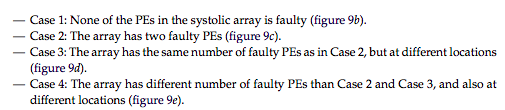 — Case 1: None of the PEs in the systolic array is faulty (figure 9b).
— Case 2: The array has two faulty PEs (figure 9c).
— Case 3: The array has the same number of faulty PEs as in Case 2, but at different locations
(figure 9d).
— Case 4: The array has different number of faulty PEs than Case 2 and Case 3, and also at
different locations (figure 9e).